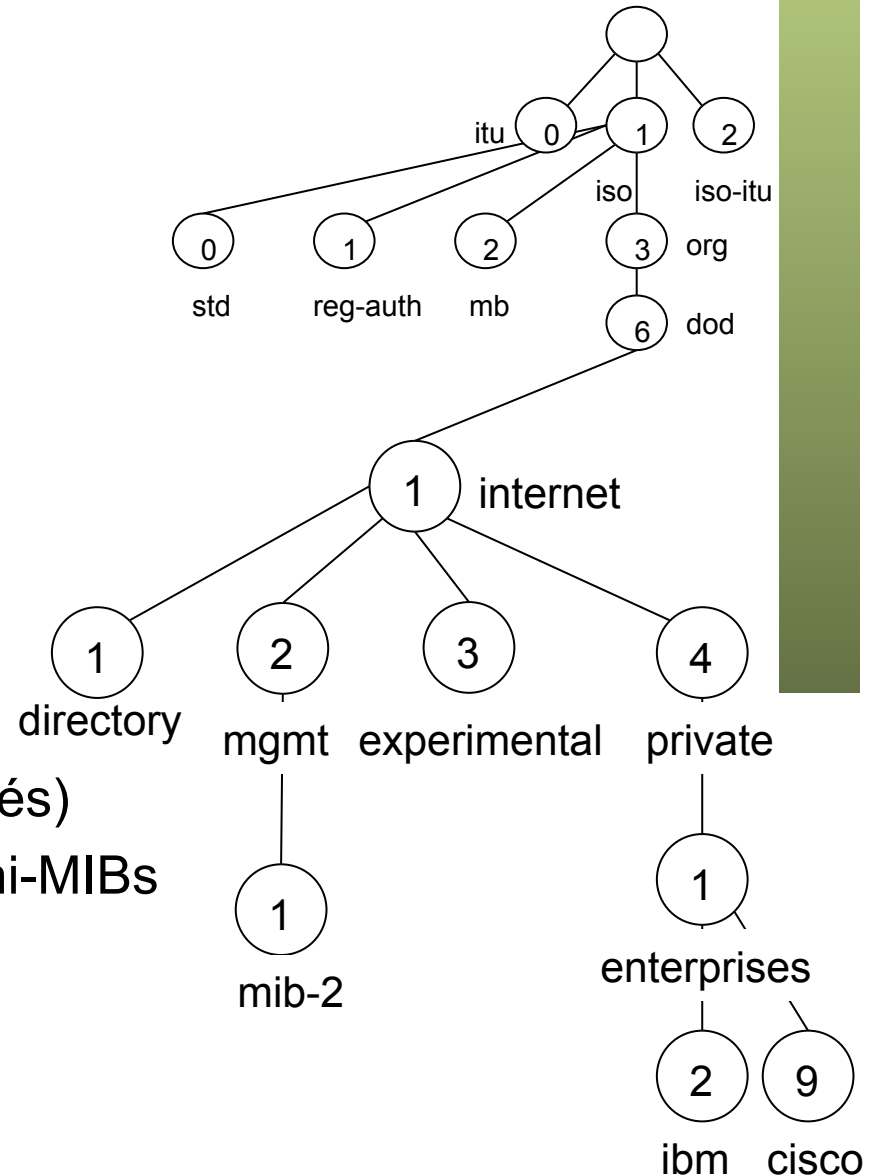 itu 0 1 2
iso iso-itu
0 1 2 3 org
std reg-auth mb
6 dod
1 internet
1 2 3 4
directory mgmt experimental private
és)
ni-MIBs
1 1
mib-2 enterprises
2 9
ibm cisco